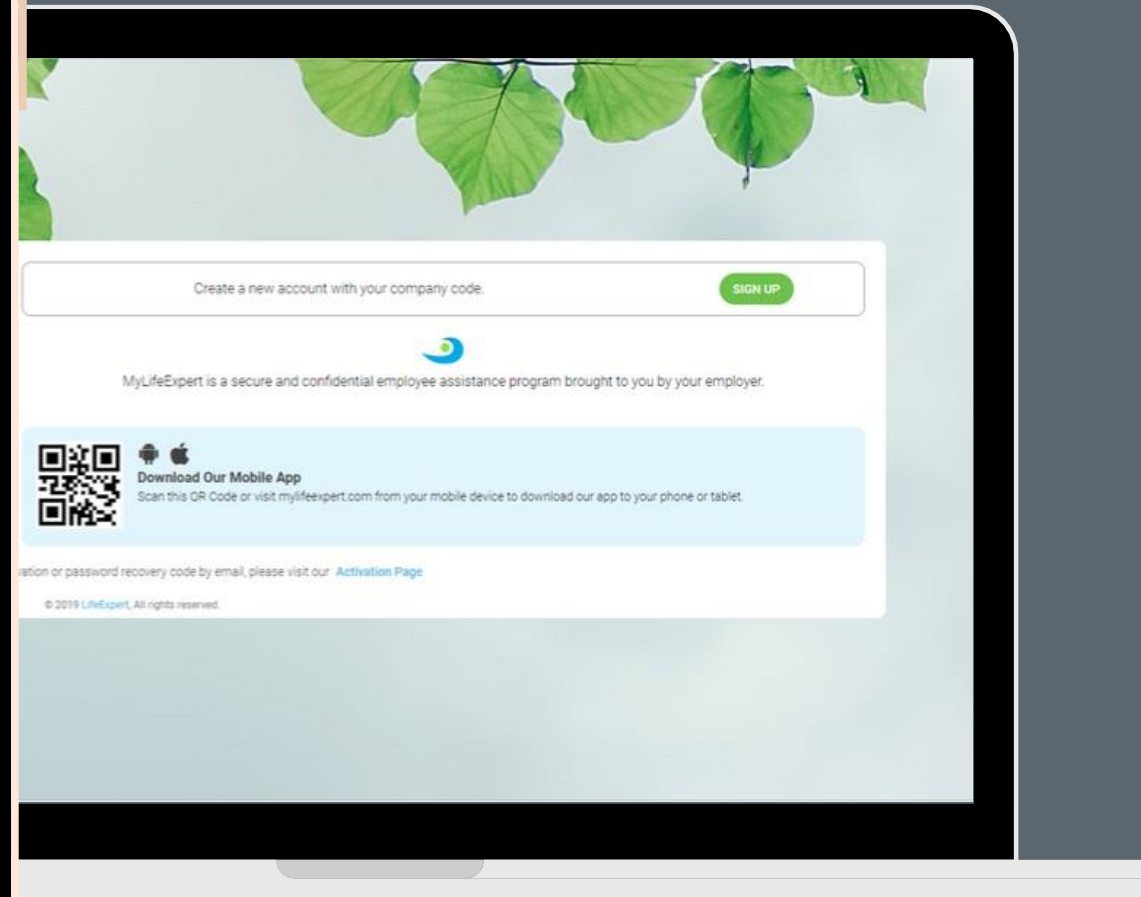 Create a new account with your company code.
SIGN UP
MyLifeExpert is a secure and confidential employee assistance program brought to you by your employer.
Download Our Mobile App
Scan this QR Code or visit mylifeexpert.com from your mobile device to download our app to your phone or tablet.
or password recovery code by email, please visit our Activation Page
© 2019 LifeExpert, All rights reserved.